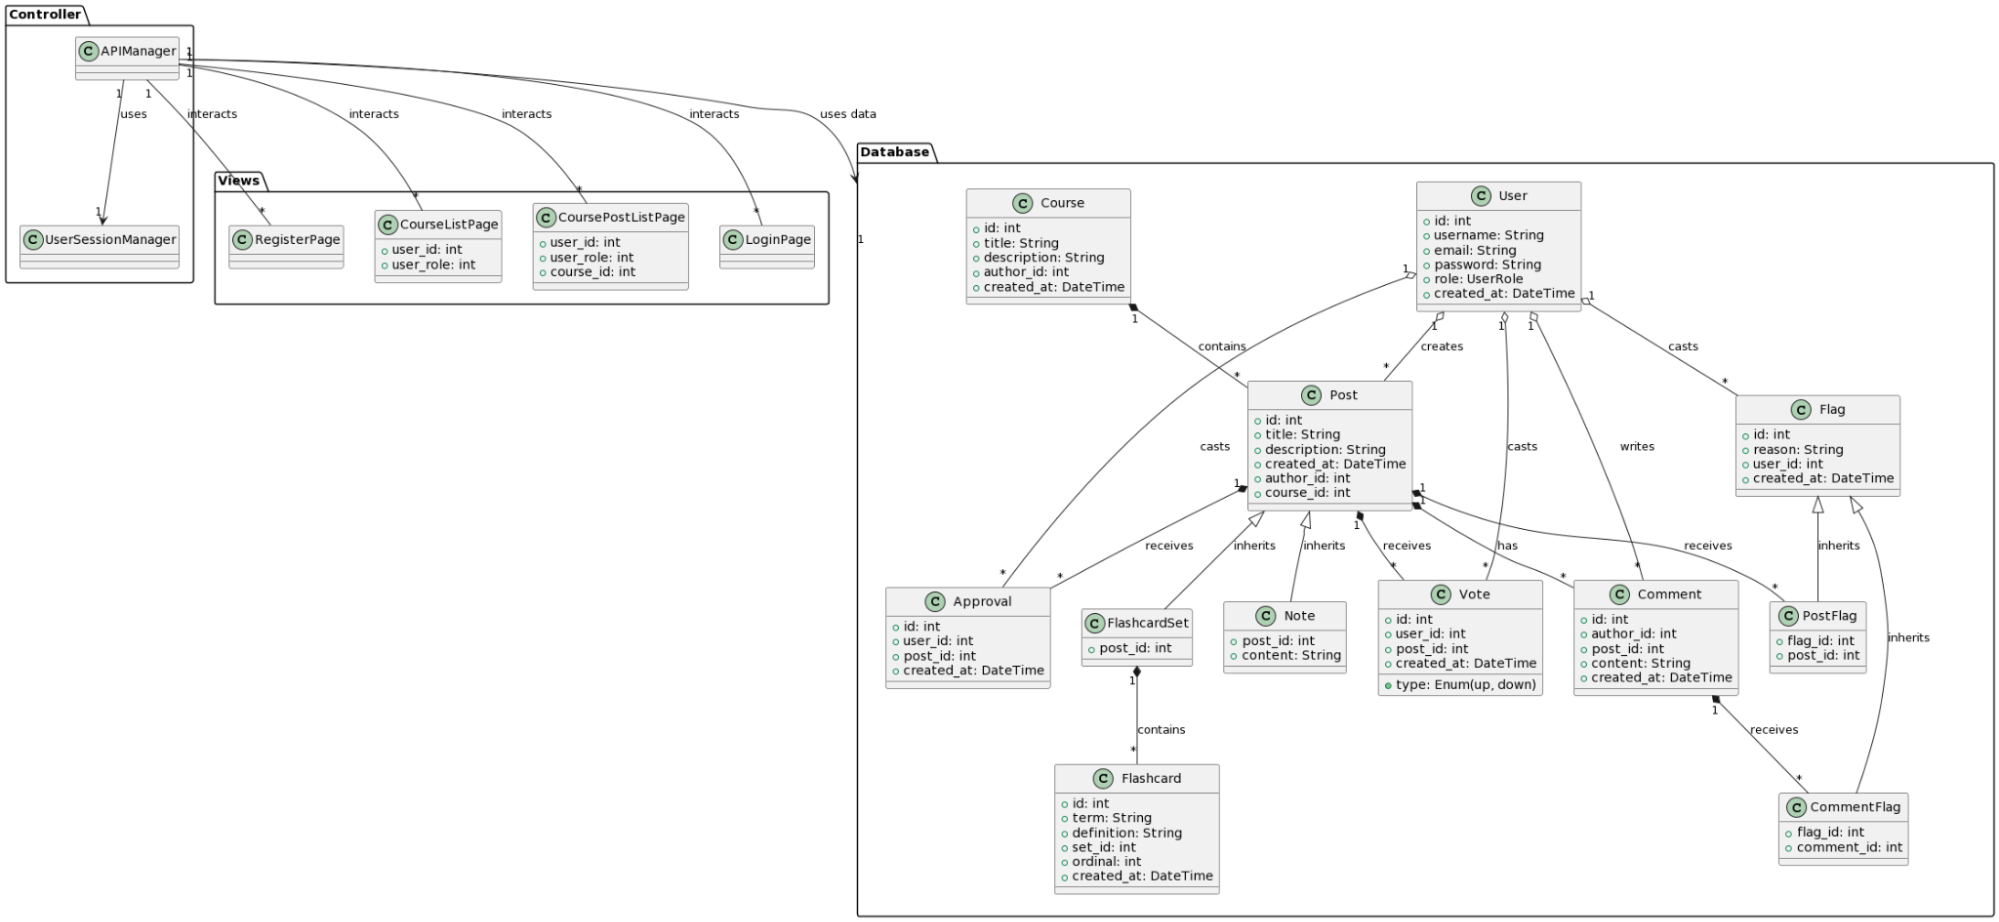 Controller
C APIManager
1
1
1
1
1
uses
interacts
interacts
interacts
interacts
uses data
1
C UserSessionManager
Views
*
*
*
*
C RegisterPage
C CourseListPage
user_id: int
user_role: int
C CoursePostListPage
user_id: int
user_role: int
course_id: int
C LoginPage
1
Database
C Course
id: int
title: String
description: String
author_id: int
created_at: DateTime
1
C User
id: int
username: String
email: String
password: String
role: UserRole
created_at: DateTime
1
1
1
1
1
contains
creates
casts
*
*
*
C Post
id: int
title: String
description: String
created_at: DateTime
author_id: int
course_id: int
C Flag
id: int
reason: String
user_id: int
created_at: DateTime
casts
casts
writes
1
1
1
1
receives
inherits
inherits
receives
has
receives
inherits
*
*
*
*
*
*
*
C Approval
id: int
user_id: int
post_id: int
created_at: DateTime
C FlashcardSet
post_id: int
C Note
post_id: int
content: String
C Vote
id: int
user_id: int
post_id: int
created_at: DateTime
type: Enum(up, down)
C Comment
id: int
author_id: int
post_id: int
content: String
created_at: DateTime
C PostFlag
flag_id: int
post_id: int
inherits
1
contains
*
1
receives
*
C Flashcard
id: int
term: String
definition: String
set_id: int
ordinal: int
created_at: DateTime
C CommentFlag
flag_id: int
comment_id: int